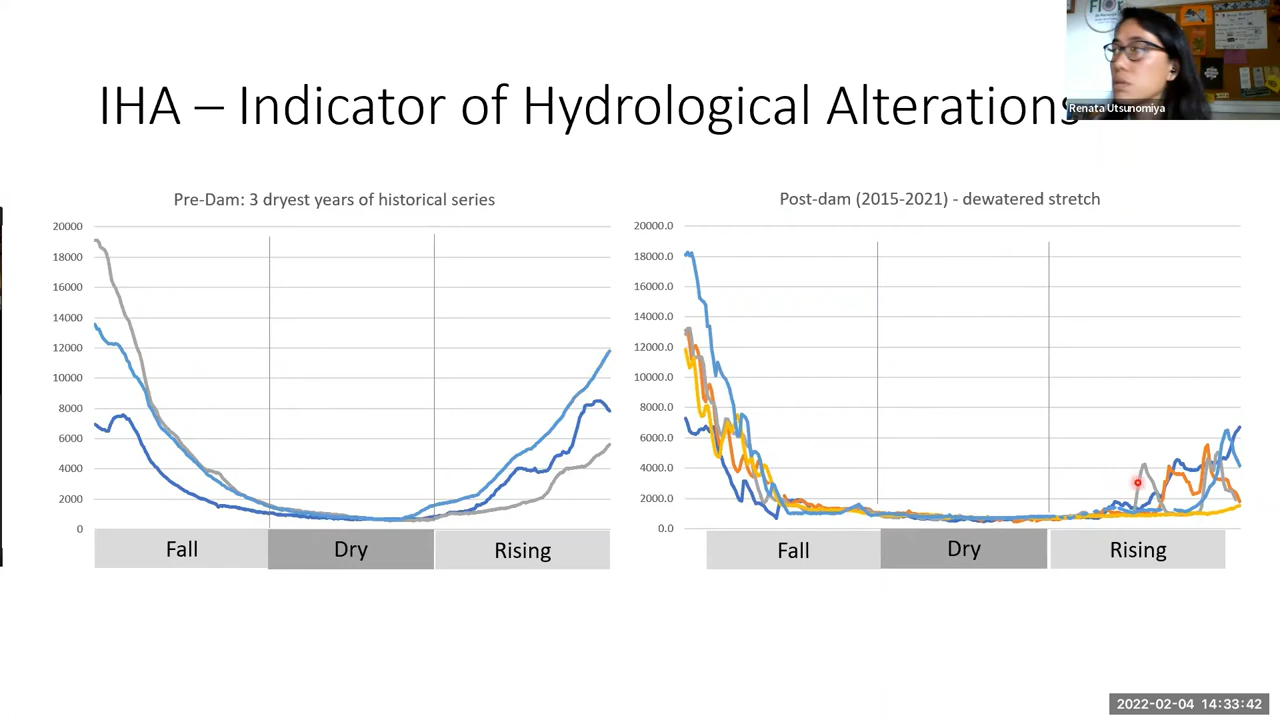 Flor
Renata Utsunomiya
IHA – Indicator of Hydrological Alterations
Pre-Dam: 3 dryest years of historical series
20000
18000
16000
14000
12000
10000
8000
6000
4000
2000
0
Fall
Dry
Rising
Post-dam (2015-2021) - dewatered stretch
20000.0
18000.0
16000.0
14000.0
12000.0
10000.0
8000.0
6000.0
4000.0
2000.0
0.0
Fall
Dry
Rising
2022-02-04 14:33:42